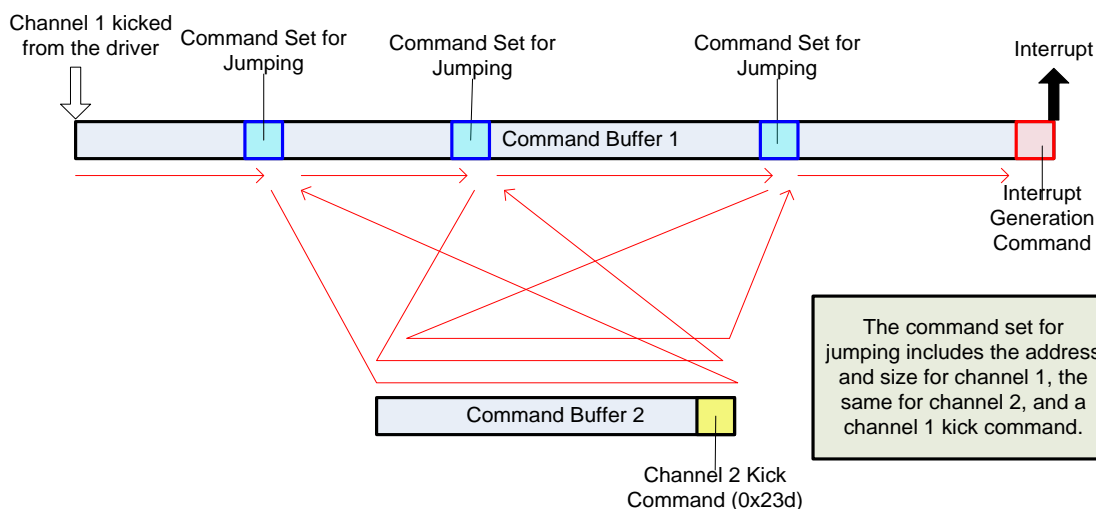 Channel 1 kicked
from the driver
Command Set for
Jumping
Command Set for
Jumping
Command Set for
Jumping
Interrupt
Command Buffer 1
Interrupt
Generation
Command
The command set for
jumping includes the address
and size for channel 1, the
same for channel 2, and a
channel 1 kick command.
Command Buffer 2
Channel 2 Kick
Command (0x23d)